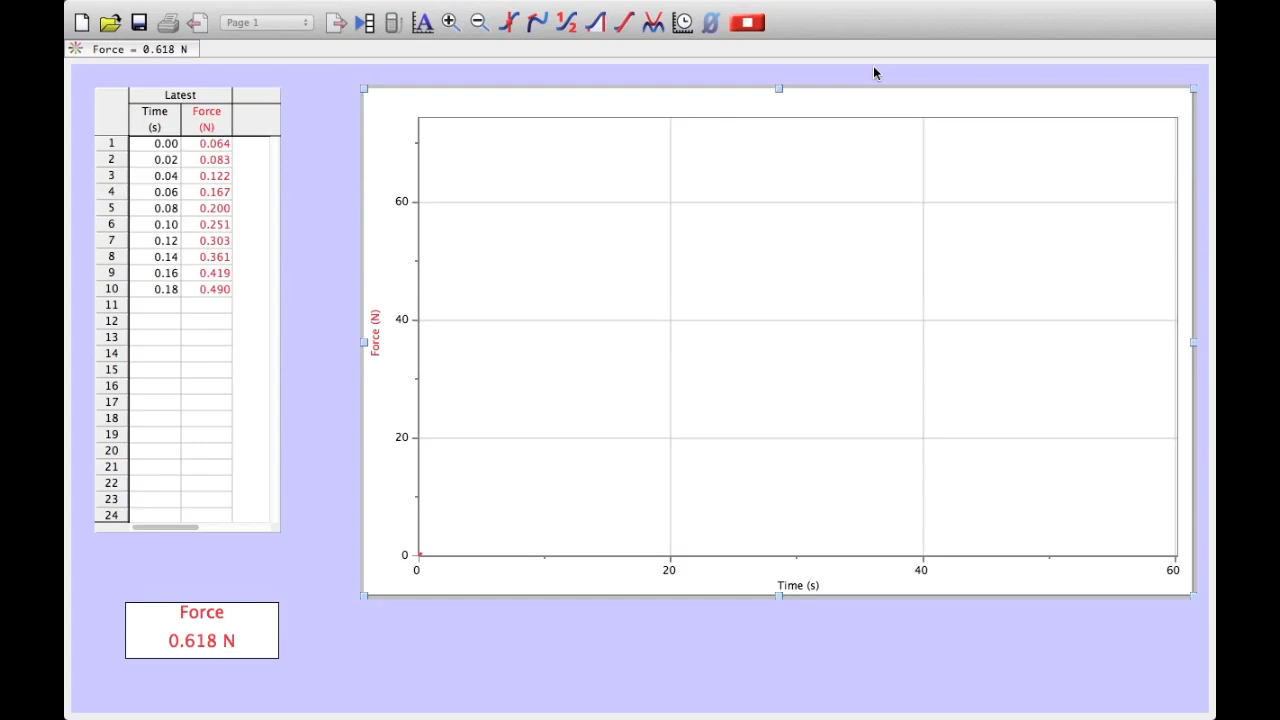 Page 1
Force = 0.618 N
Latest
Time Force
(s) (N)
1 0.00 0.064
2 0.02 0.083
3 0.04 0.122
4 0.06 0.167
5 0.08 0.200
6 0.10 0.251
7 0.12 0.303
8 0.14 0.361
9 0.16 0.419
10 0.18 0.490
11
12
13
14
15
16
17
18
19
20
21
22
23
24
Force
0.618 N
Force (N)
60
40
20
0
0 20 40 60
Time (s)